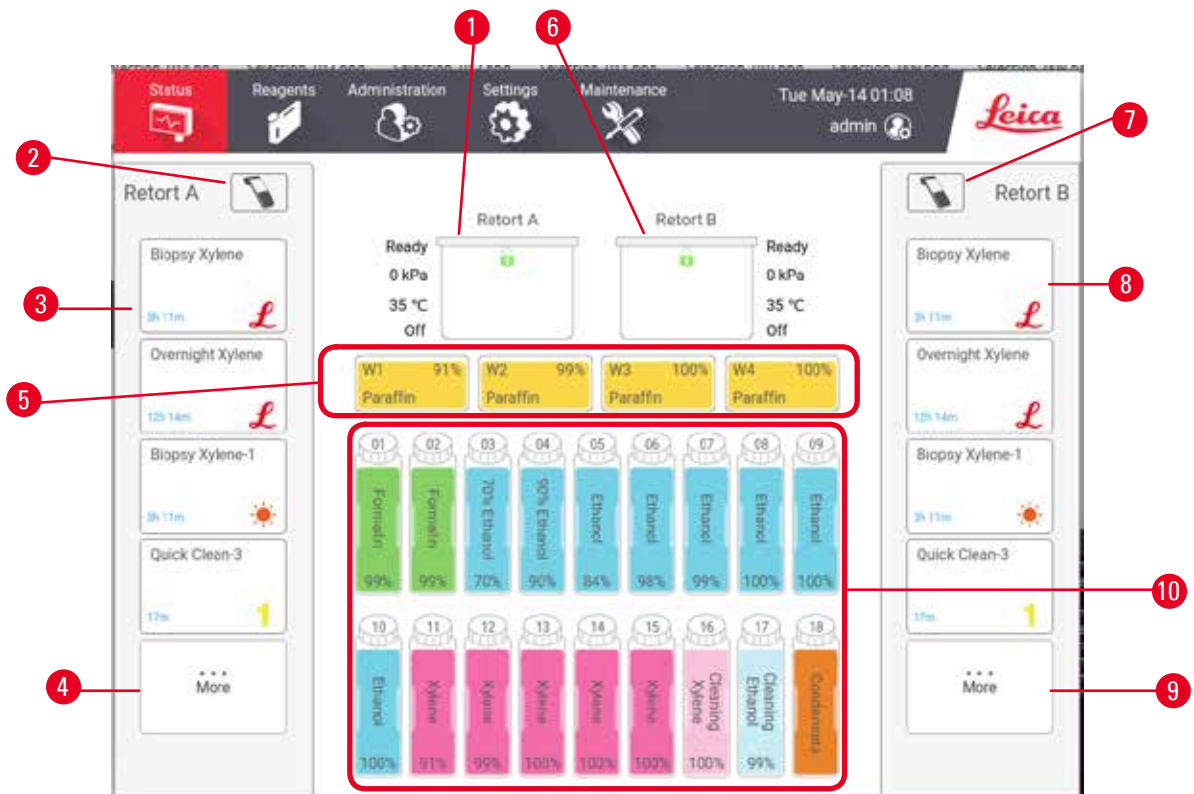 1
6
Status
Reagents
Administration
Settings
Maintenance
Tue May-14 01:08
admin
Leica
7
2
Retort A
Retort B
Retort A
Retort B
Biopsy Xylene
3h 11m
L
3
Overnight Xylene
12h 14m
L
Biopsy Xylene-1
3h 11m
Quick Clean-3
17m
1
...
More
4
Ready
0 kPa
35 °C
Off
Ready
0 kPa
35 °C
Off
5
W1 91%
Paraffin
W2 99%
Paraffin
W3 100%
Paraffin
W4 100%
Paraffin
01
Formalin
99%
02
Formalin
99%
03
70% Ethanol
70%
04
90% Ethanol
90%
05
Ethanol
84%
06
Ethanol
98%
07
Ethanol
99%
08
Ethanol
100%
09
Ethanol
100%
10
Ethanol
100%
11
Xylene
91%
12
Xylene
99%
13
Xylene
100%
14
Xylene
100%
15
Xylene
100%
16
Cleaning
Xylene
100%
17
Cleaning
Ethanol
99%
18
Condensate
Biopsy Xylene
3h 11m
L
8
Overnight Xylene
12h 14m
L
Biopsy Xylene-1
3h 11m
Quick Clean-3
17m
1
10
...
More
9